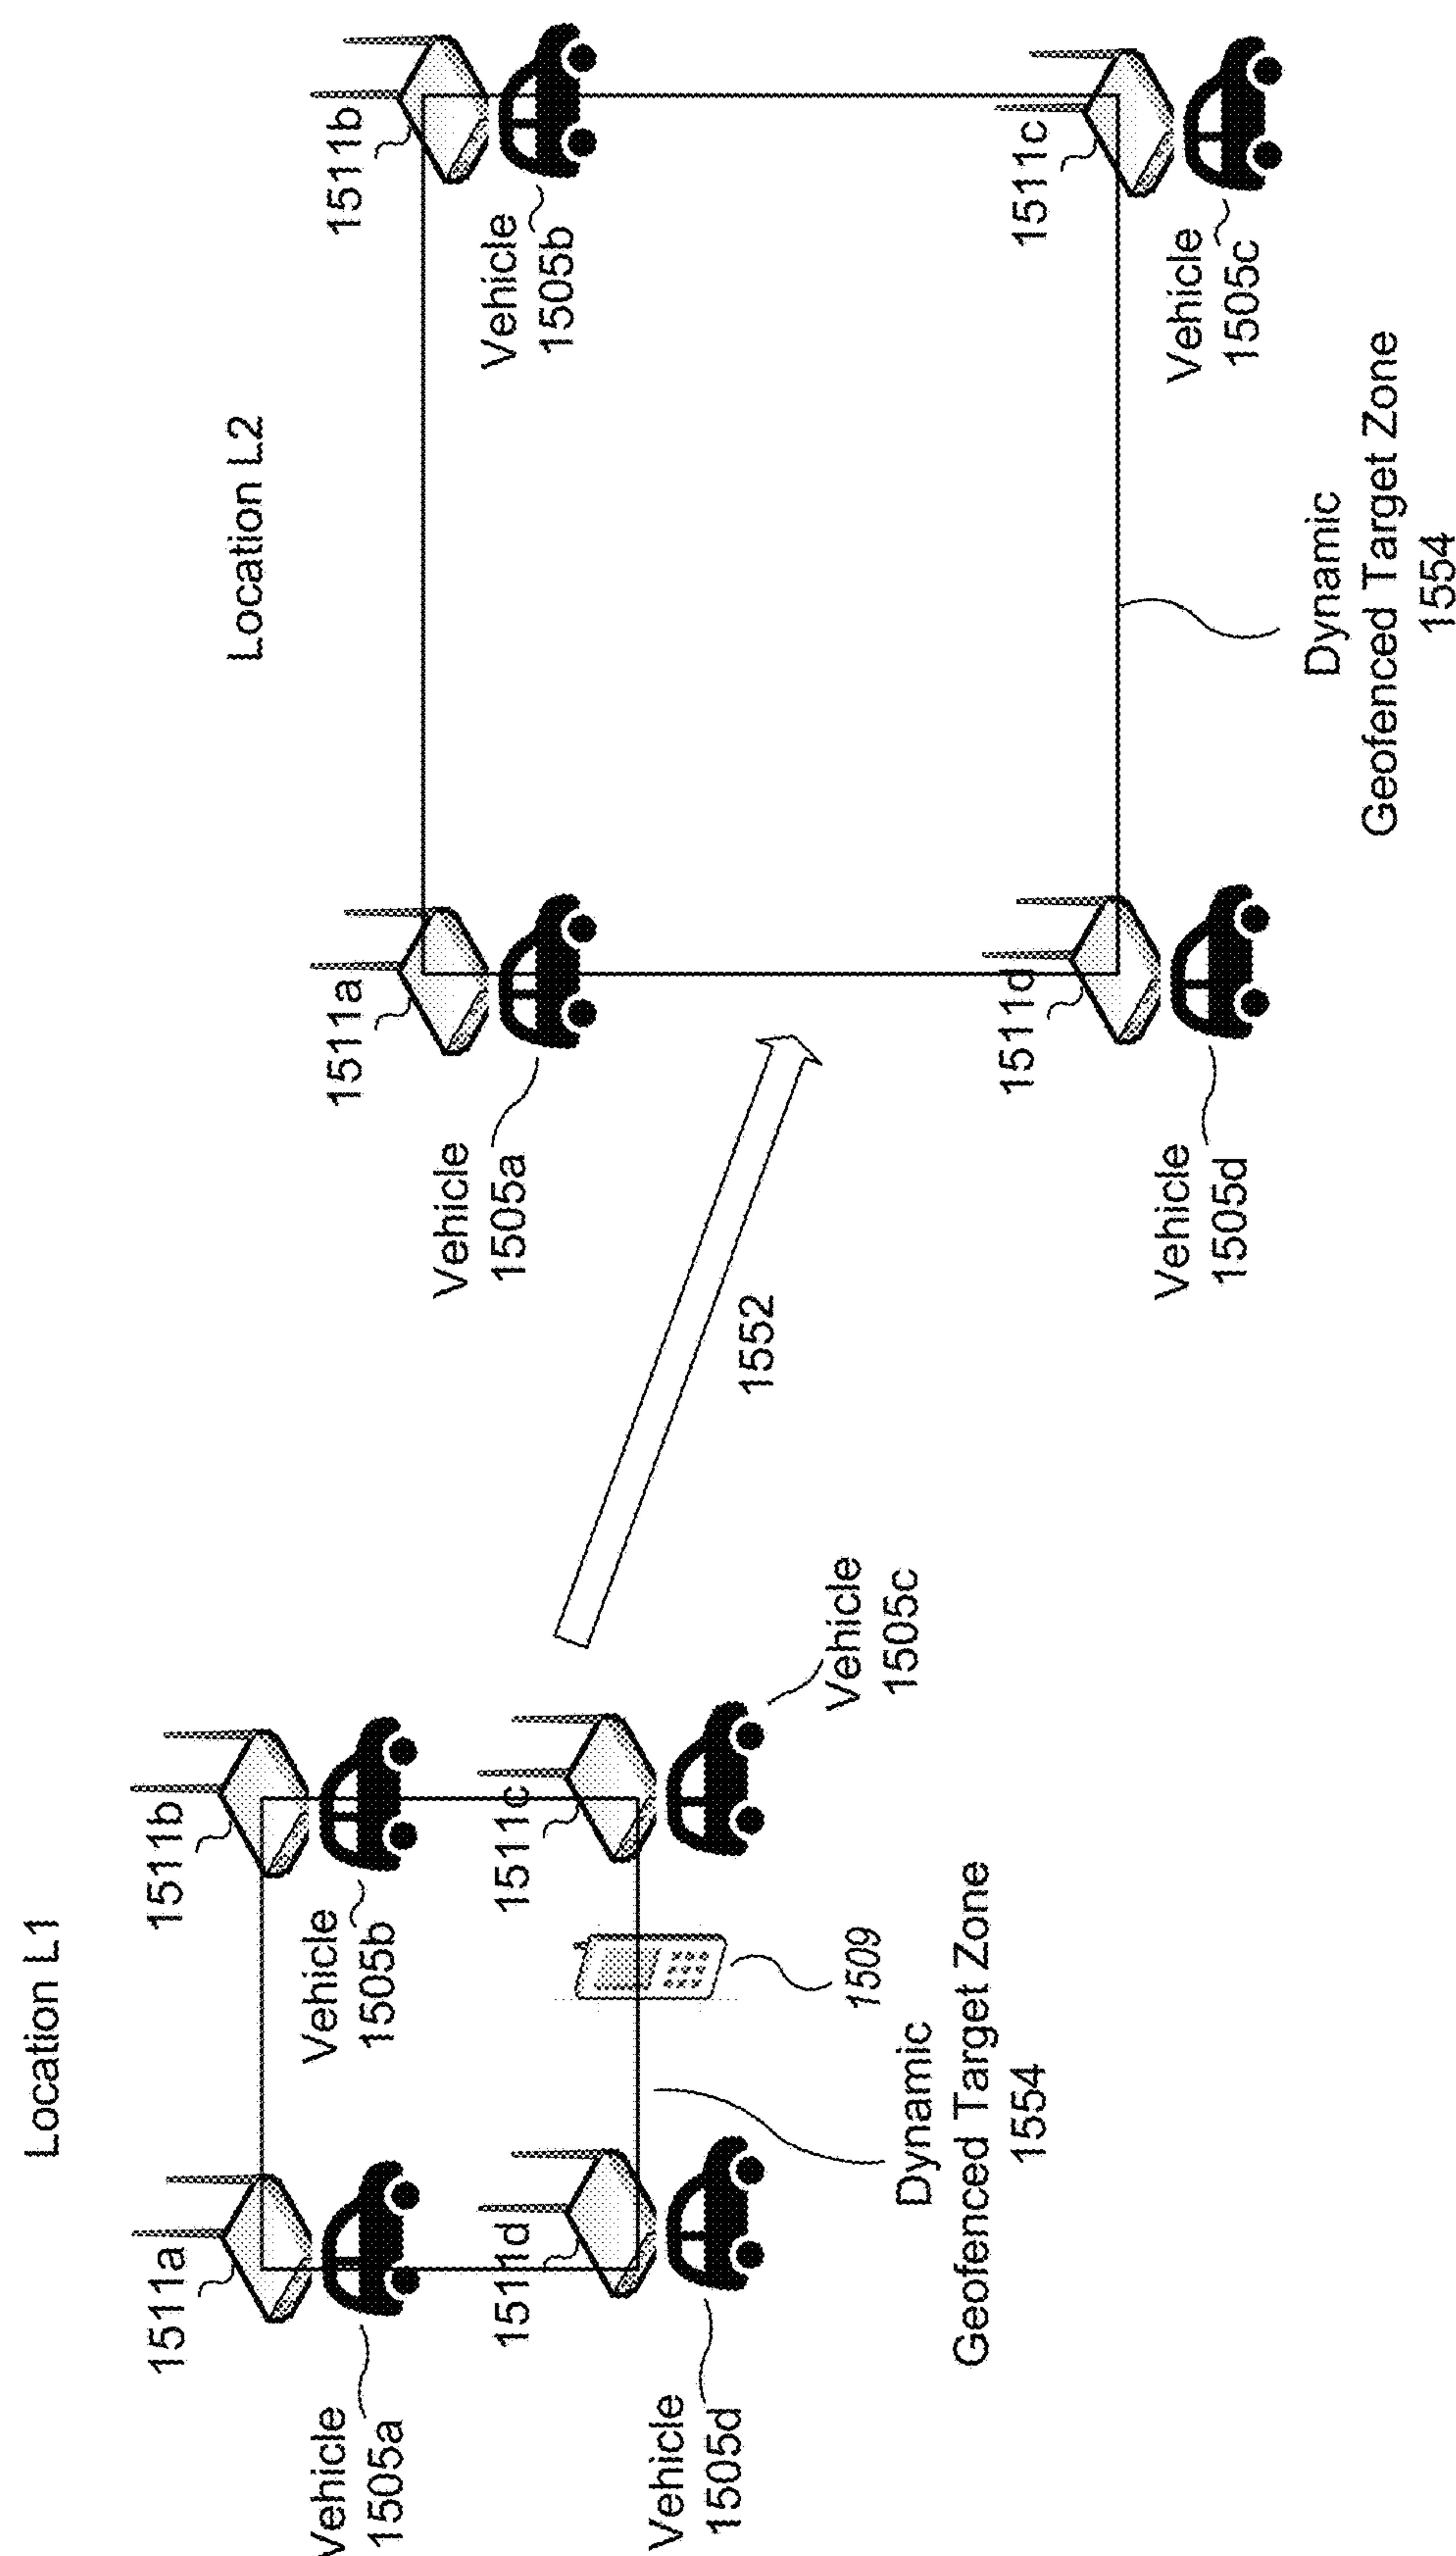 Location L1
1511a
1511b
Vehicle
1505a
Vehicle
1505b
1511d
1511c
Vehicle
1505d
Vehicle
1505c
1509
Dynamic
Geofenced Target Zone
1554
1552
Location L2
1511a
1511b
Vehicle
1505a
Vehicle
1505b
1511d
1511c
Vehicle
1505d
Vehicle
1505c
Dynamic
Geofenced Target Zone
1554